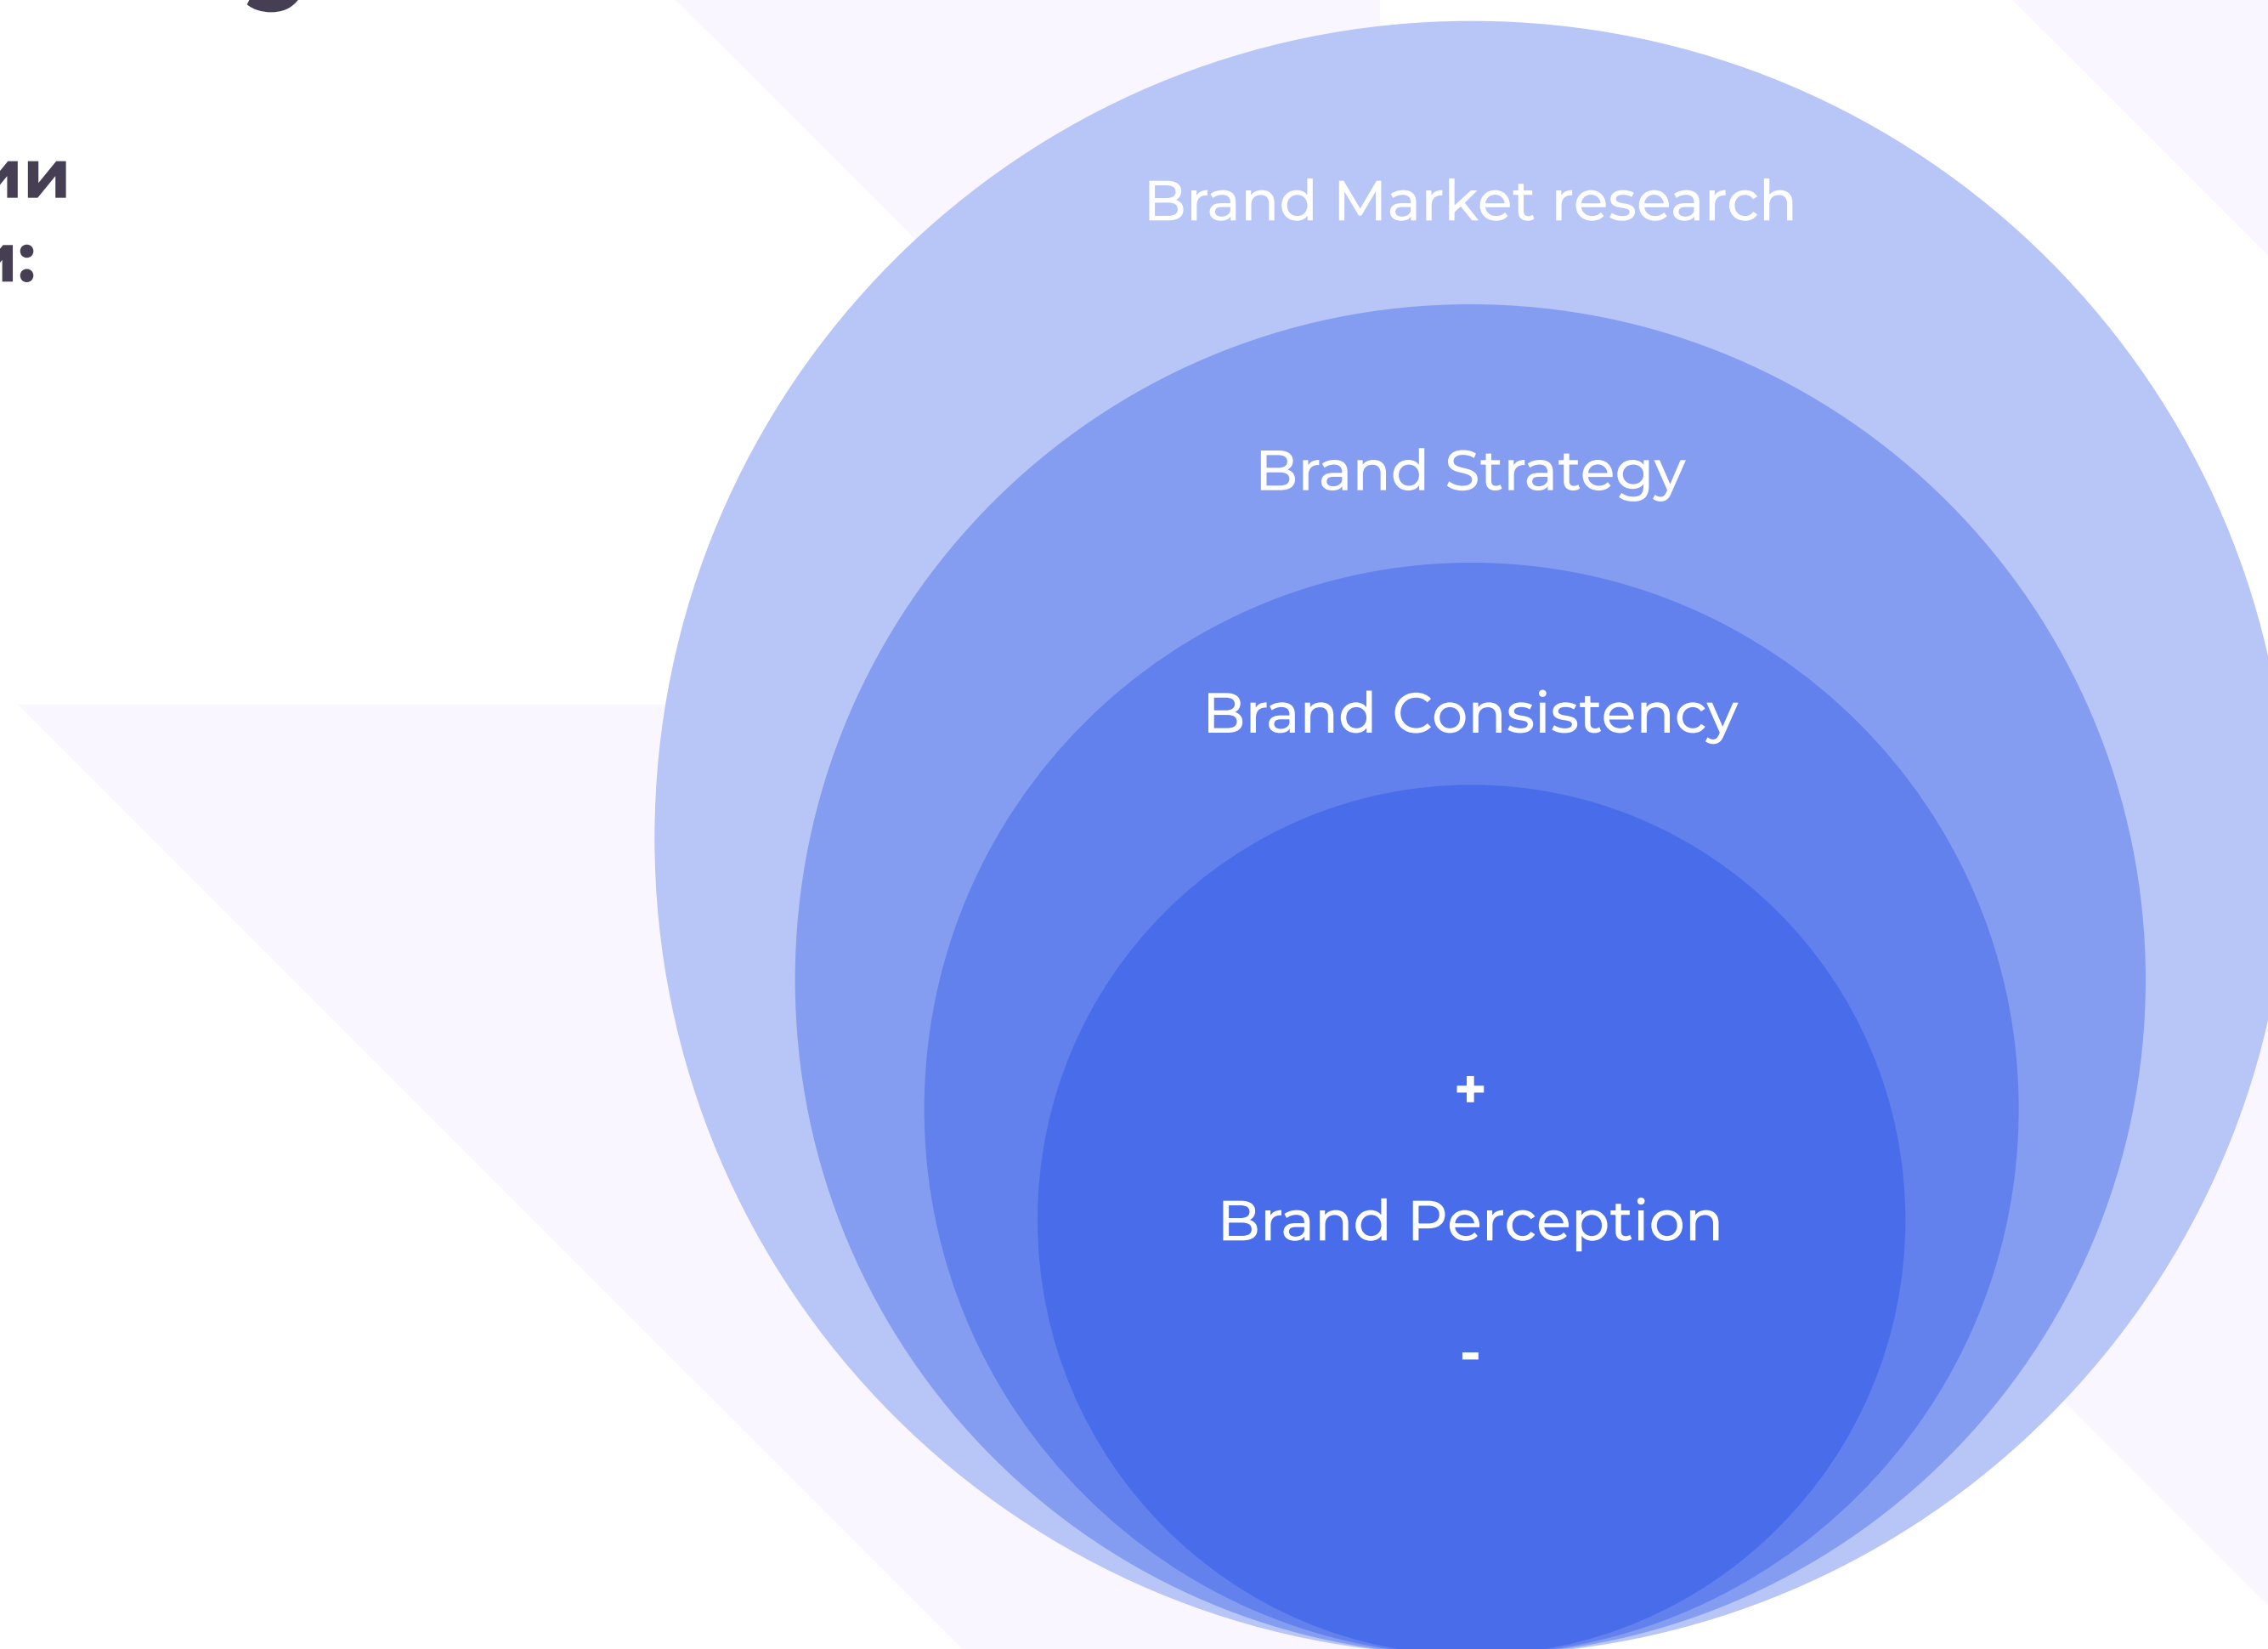 Brand Market research
Brand Strategy
Brand Consistency
+
Brand Perception
-